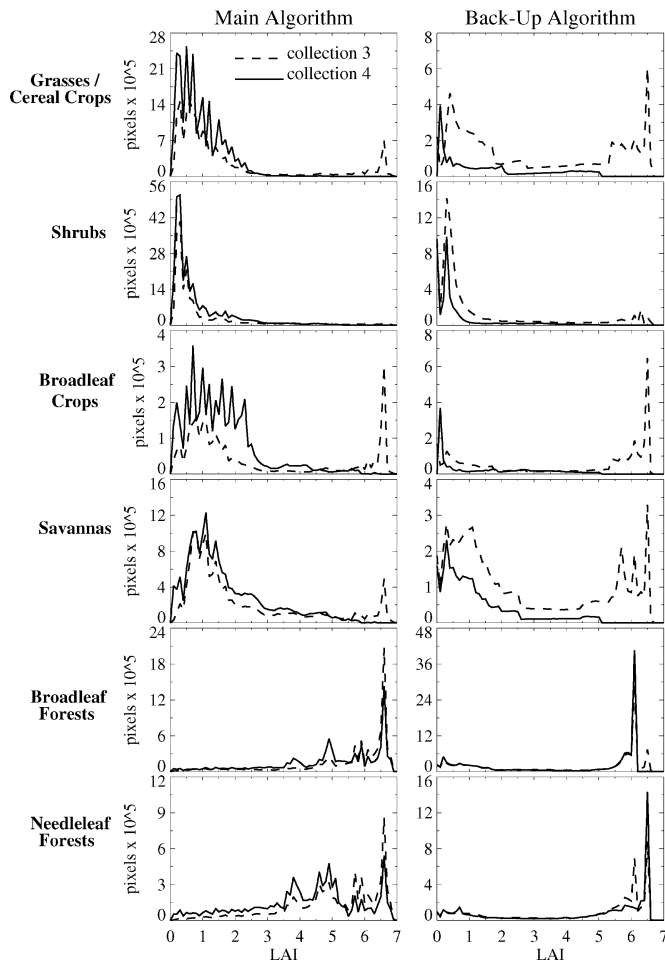 Main Algorithm
Back-Up Algorithm
collection 3
collection 4
Grasses /
Cereal Crops
pixels x 10^5
28
21
14
7
0
8
6
4
2
0
Shrubs
pixels x 10^5
56
42
28
14
0
16
12
8
4
0
Broadleaf
Crops
pixels x 10^5
4
3
2
1
0
8
6
4
2
0
Savannas
pixels x 10^5
16
12
8
4
0
4
3
2
1
0
Broadleaf
Forests
pixels x 10^5
24
18
12
6
0
48
36
24
12
0
Needleleaf
Forests
pixels x 10^5
12
9
6
3
0
16
12
8
4
0
0 1 2 3 4 5 6 7
0 1 2 3 4 5 6 7
LAI
LAI